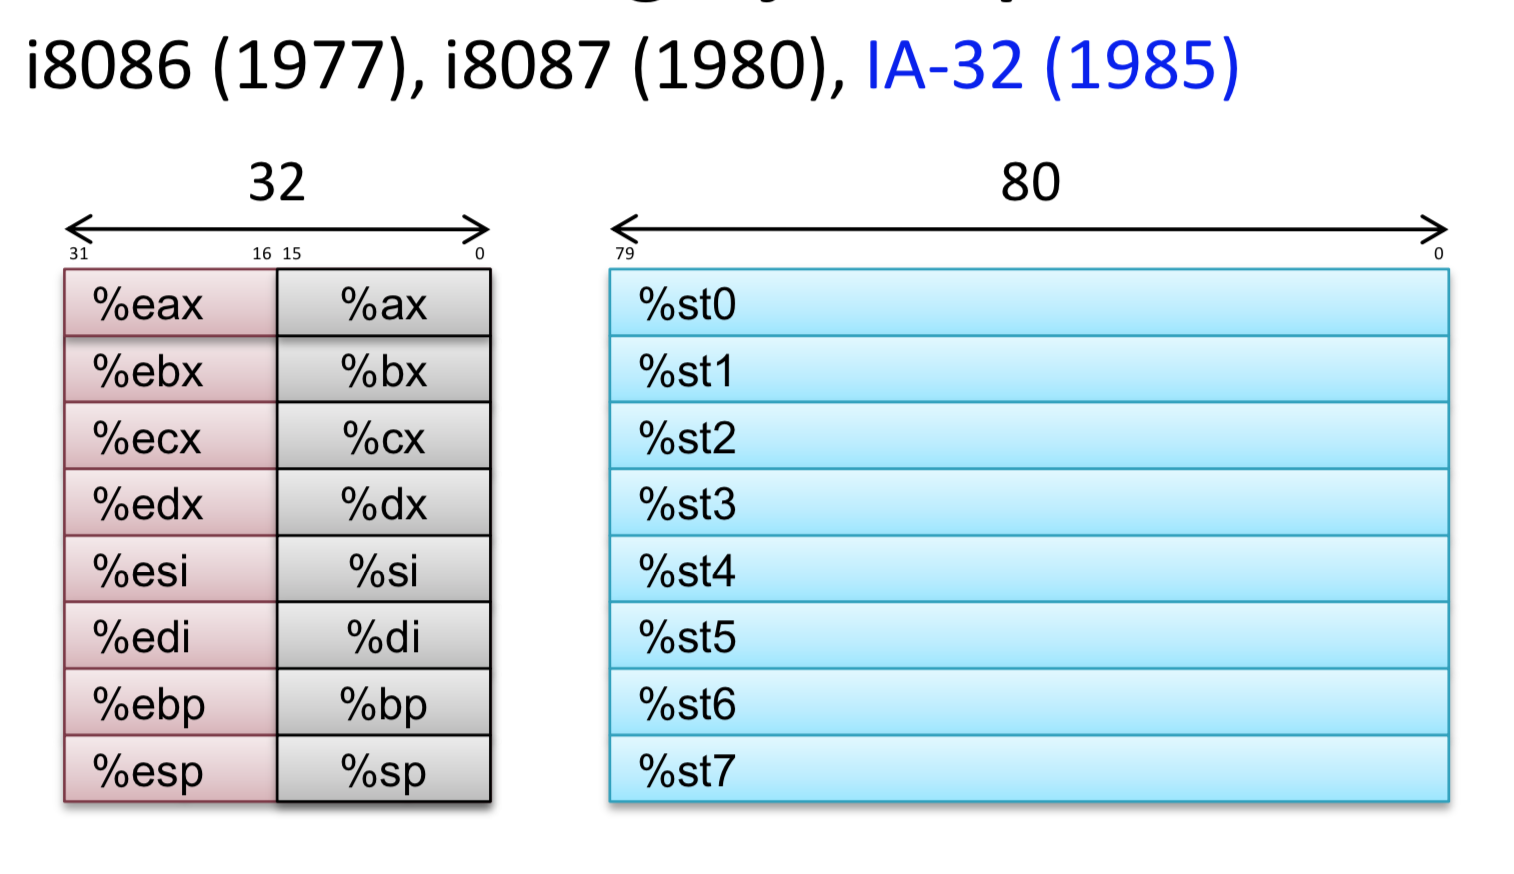 i8086 (1977), i8087 (1980), IA-32 (1985)
32 80
31 16 15 0 79 0
%eax %ax %st0
%ebx %bx %st1
%ecx %cx %st2
%edx %dx %st3
%esi %si %st4
%edi %di %st5
%ebp %bp %st6
%esp %sp %st7